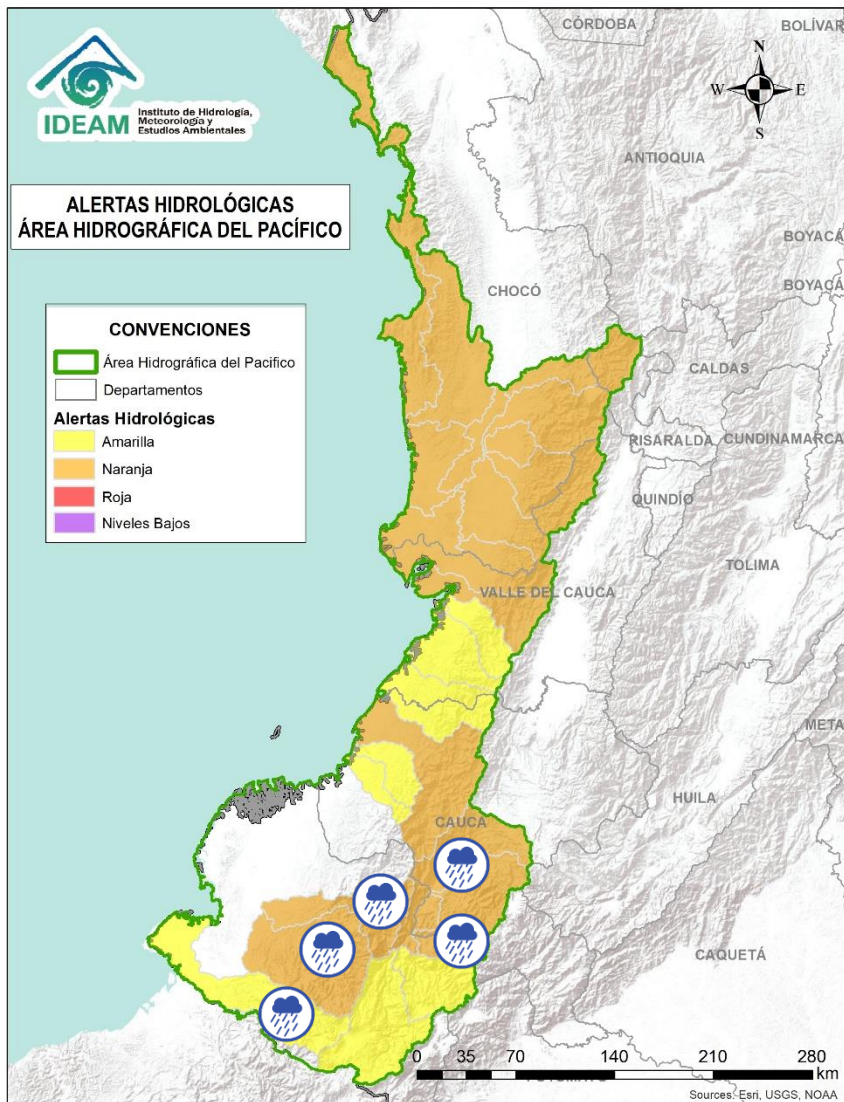 CÓRDOBA
BOLÍVAR
N
W E
S
IDEAM
Instituto de Hidrología,
Meteorología y
Estudios Ambientales
ANTIOQUIA
ALERTAS HIDROLÓGICAS
ÁREA HIDROGRÁFICA DEL PACÍFICO
BOYACÁ
BOYACÁ
CHOCÓ
CONVENCIONES
Área Hidrográfica del Pacifico
Departamentos
Alertas Hidrológicas
Amarilla
Naranja
Roja
Niveles Bajos
CALDAS
RISARALDA
CUNDINAMARCA
QUINDÍO
TOLIMA
VALLE DEL CAUCA
META
HUILA
CAUCA
CAQUETÁ
0 35 70 140 210 280
km
Sources: Esri, USGS, NOAA